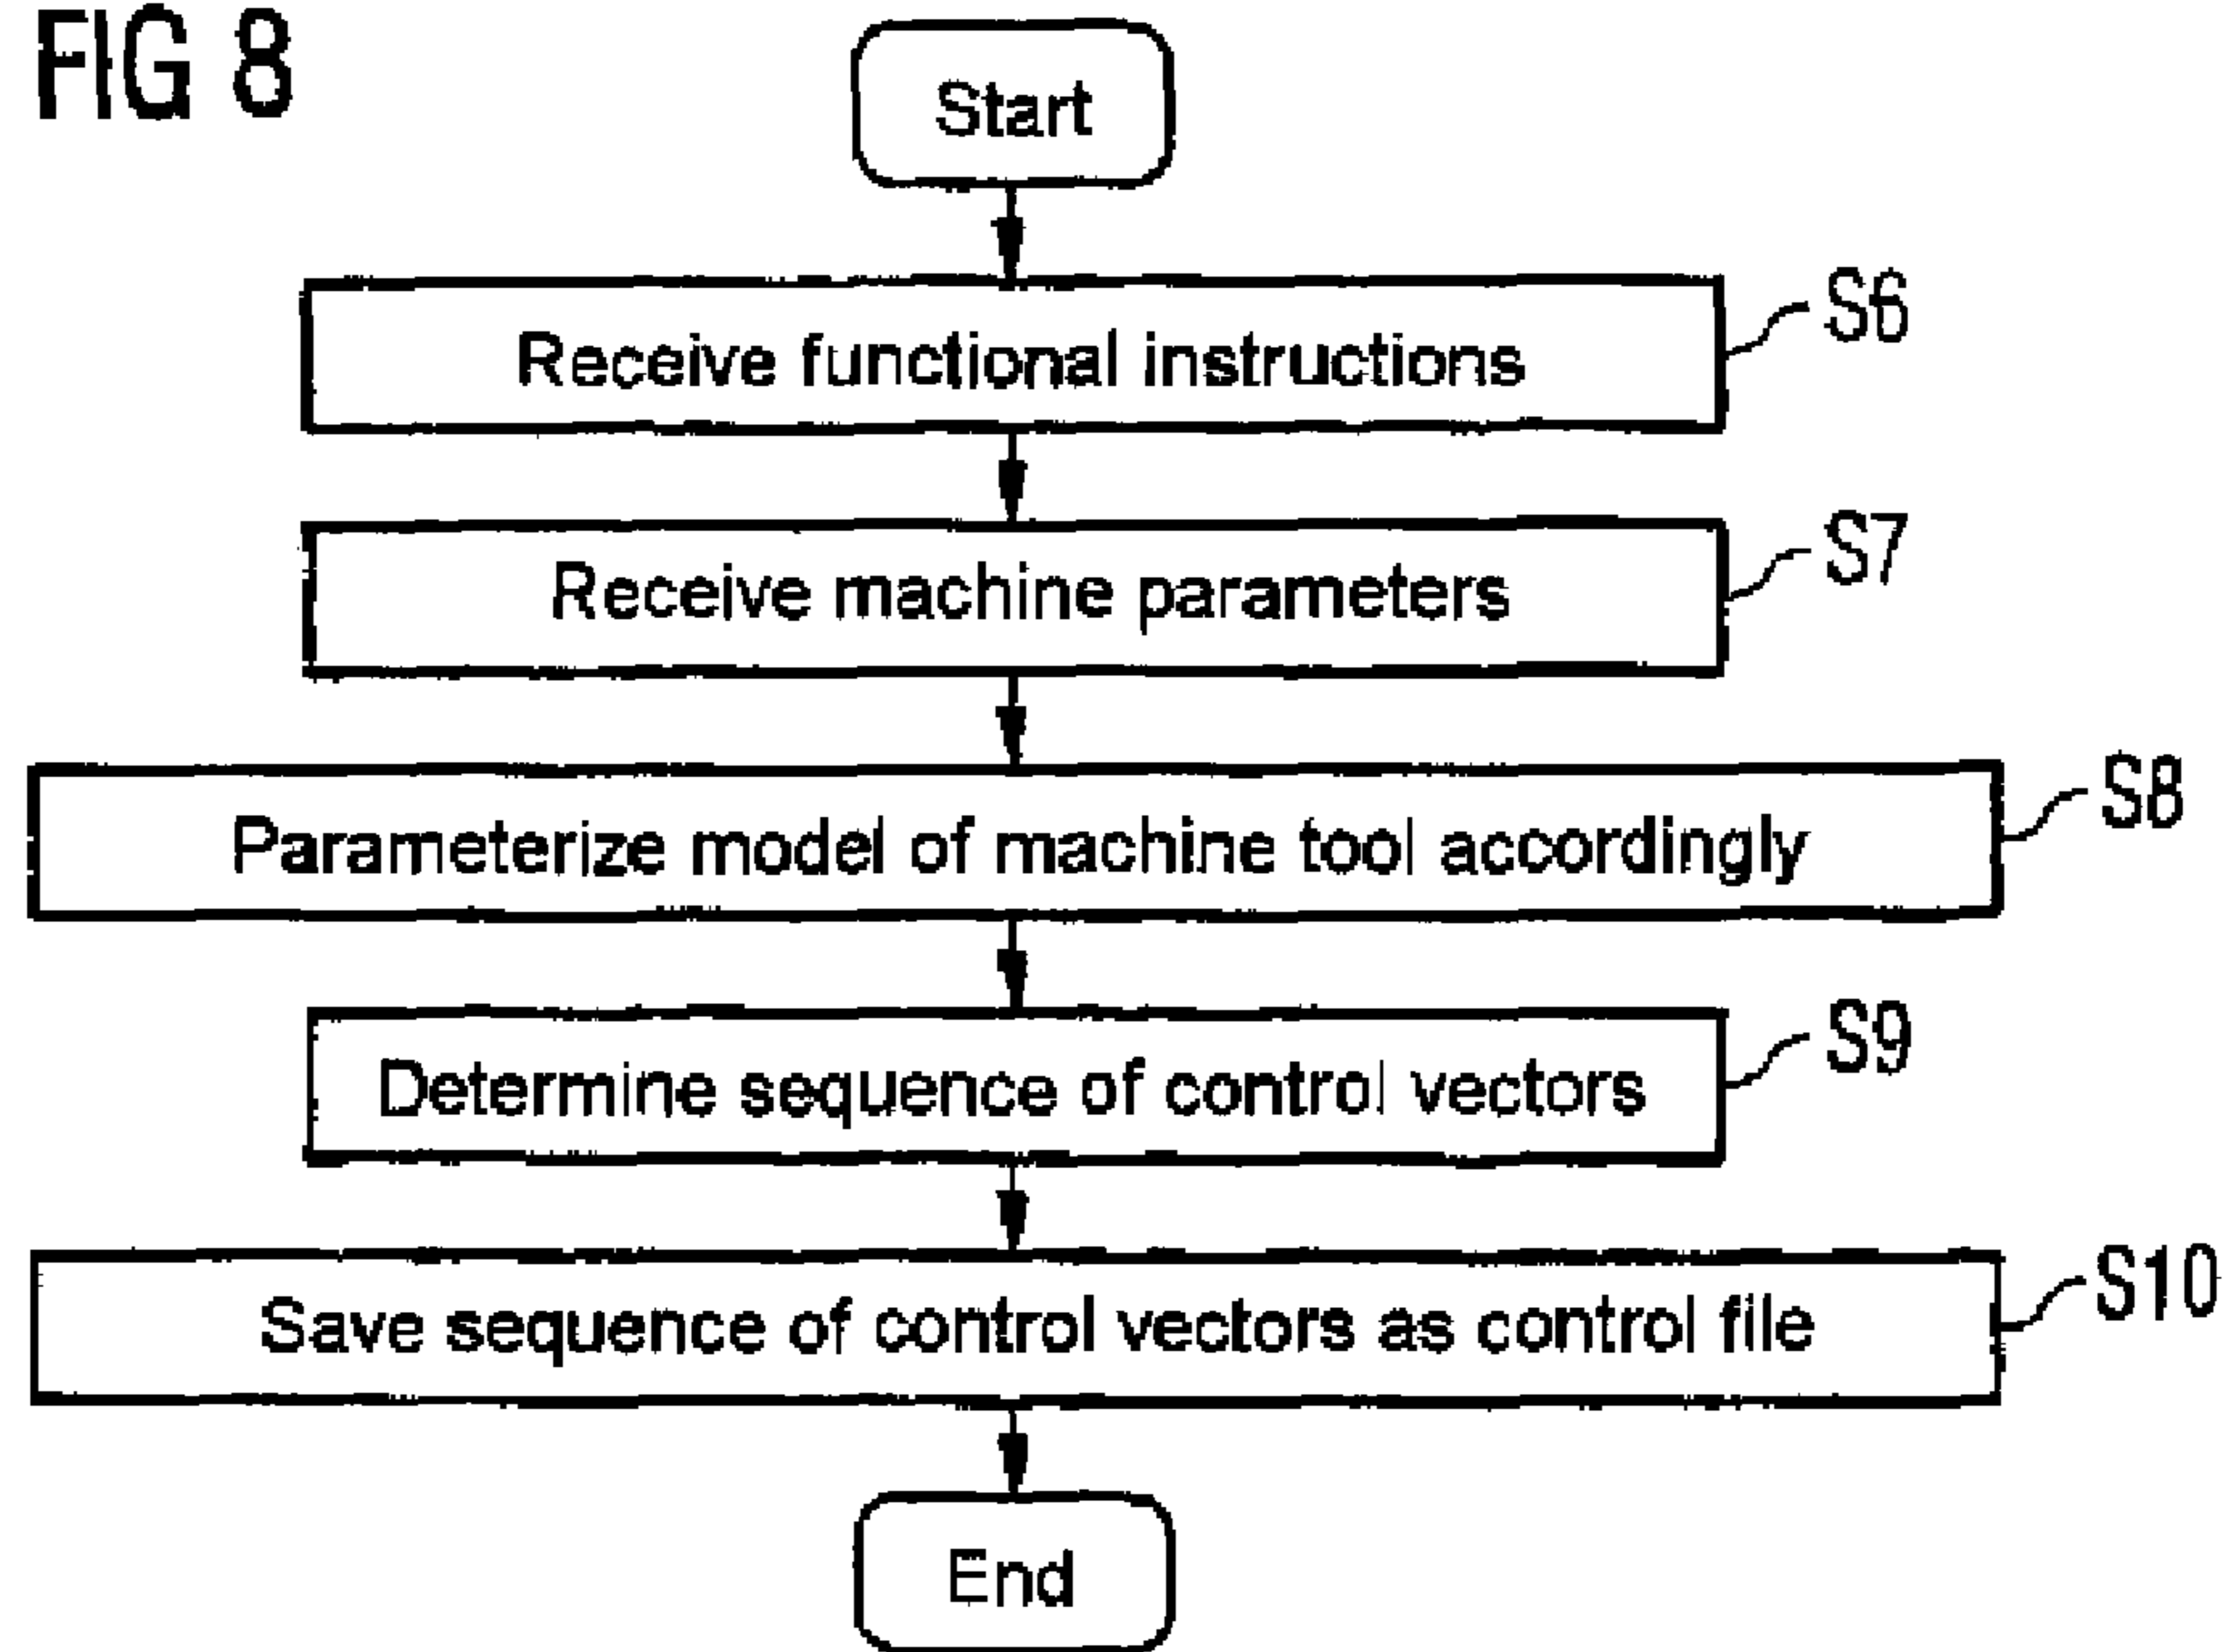 FIG 8
Start
Receive functional instructions
S6
Receive machine parameters
S7
Parameterize model of machine tool accordingly
S8
Determine sequence of control vectors
S9
Save sequence of control vectors as control file
S10
End